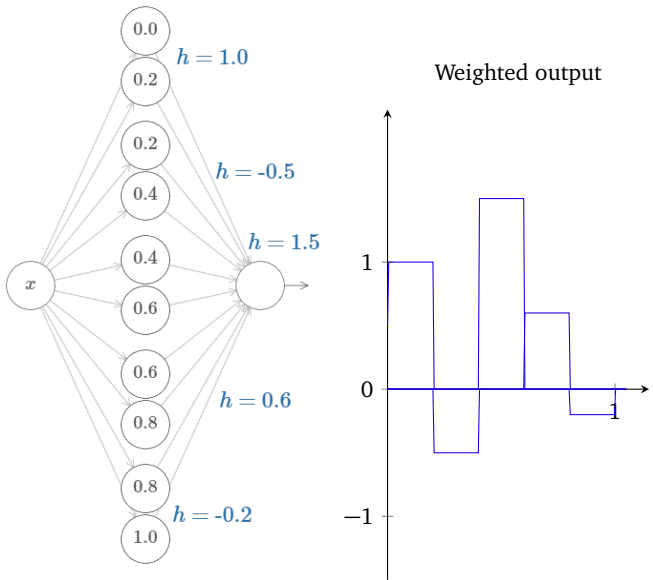 0.0
h = 1.0
0.2
0.2
h = -0.5
0.4
h = 1.5
0.4
x
0.6
0.6
h = 0.6
0.8
0.8
h = -0.2
1.0
Weighted output
1
0
1
−1